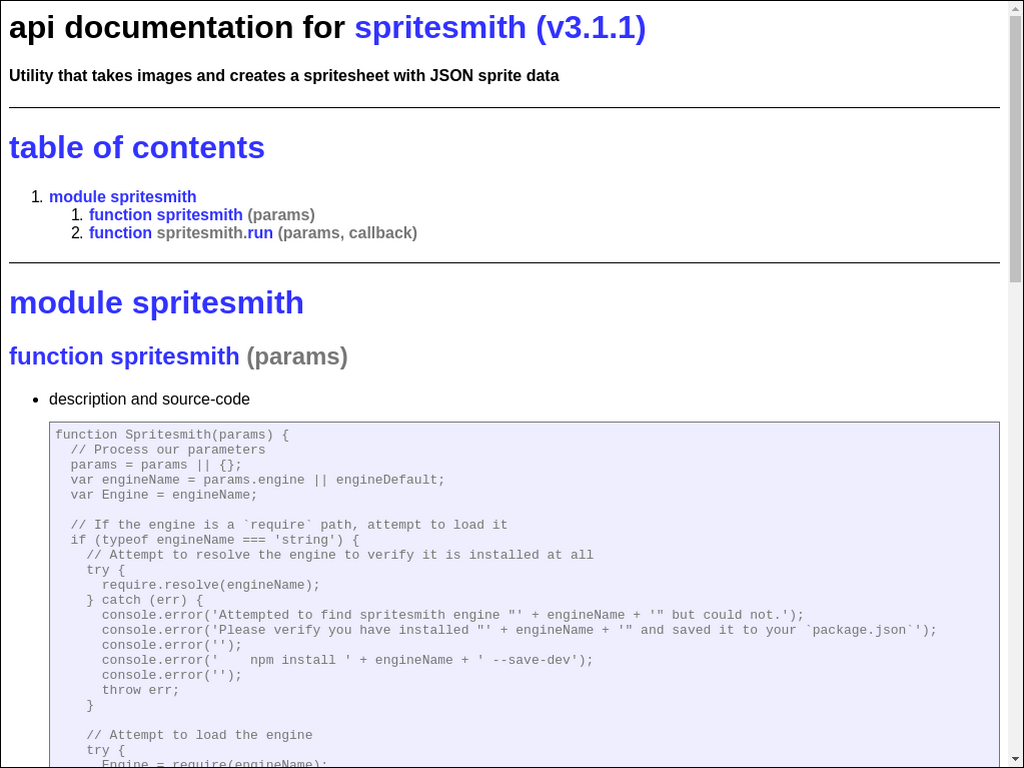 api documentation for spritesmith (v3.1.1)
Utility that takes images and creates a spritesheet with JSON sprite data
table of contents
1. module spritesmith
1. function spritesmith (params)
2. function spritesmith.run (params, callback)
module spritesmith
function spritesmith (params)
• description and source-code
function Spritesmith(params) {
  // Process our parameters
  params = params || {};
  var engineName = params.engine || engineDefault;
  var Engine = engineName;

  // If the engine is a `require` path, attempt to load it
  if (typeof engineName === 'string') {
    // Attempt to resolve the engine to verify it is installed at all
    try {
      require.resolve(engineName);
    } catch (err) {
      console.error('Attempted to find spritesmith engine "' + engineName + '" but could not.');
      console.error('Please verify you have installed "' + engineName + '" and saved it to your `package.json`');
      console.error('');
      console.error('    npm install ' + engineName + ' --save-dev');
      console.error('');
      throw err;
    }

    // Attempt to load the engine
    try {
      Engine = require(engineName);